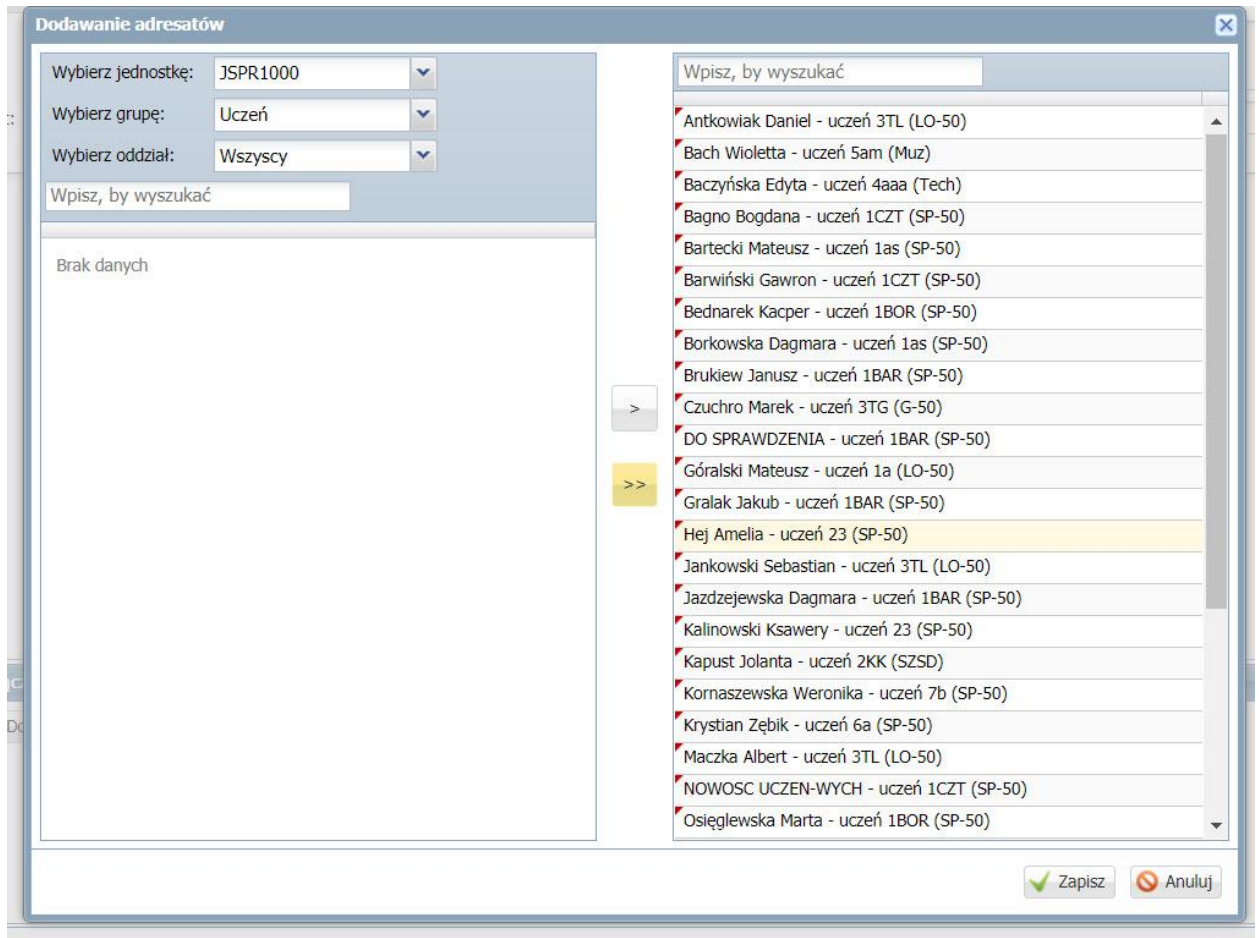 Dodawanie adresatów
Wybierz jednostkę: JSPR1000
Wybierz grupę: Uczeń
Wybierz oddział: Wszyscy
Wpisz, by wyszukać
Brak danych
>
>>
Wpisz, by wyszukać
Antkowiak Daniel - uczeń 3TL (LO-50)
Bach Wioletta - uczeń 5am (Muz)
Baczyńska Edyta - uczeń 4aaa (Tech)
Bagno Bogdana - uczeń 1CZT (SP-50)
Bartecki Mateusz - uczeń 1as (SP-50)
Barwiński Gawron - uczeń 1CZT (SP-50)
Bednarek Kacper - uczeń 1BOR (SP-50)
Borkowska Dagmara - uczeń 1as (SP-50)
Brukiew Janusz - uczeń 1BAR (SP-50)
Czuchro Marek - uczeń 3TG (G-50)
DO SPRAWDZENIA - uczeń 1BAR (SP-50)
Góralski Mateusz - uczeń 1a (LO-50)
Gralak Jakub - uczeń 1BAR (SP-50)
Hej Amelia - uczeń 23 (SP-50)
Jankowski Sebastian - uczeń 3TL (LO-50)
Jazdzejewska Dagmara - uczeń 1BAR (SP-50)
Kalinowski Ksawery - uczeń 23 (SP-50)
Kapust Jolanta - uczeń 2KK (SZSD)
Kornaszewska Weronika - uczeń 7b (SP-50)
Krystian Zębik - uczeń 6a (SP-50)
Maczka Albert - uczeń 3TL (LO-50)
NOWOSC UCZEN-WYCH - uczeń 1CZT (SP-50)
Osięglewska Marta - uczeń 1BOR (SP-50)
Zapisz
Anuluj